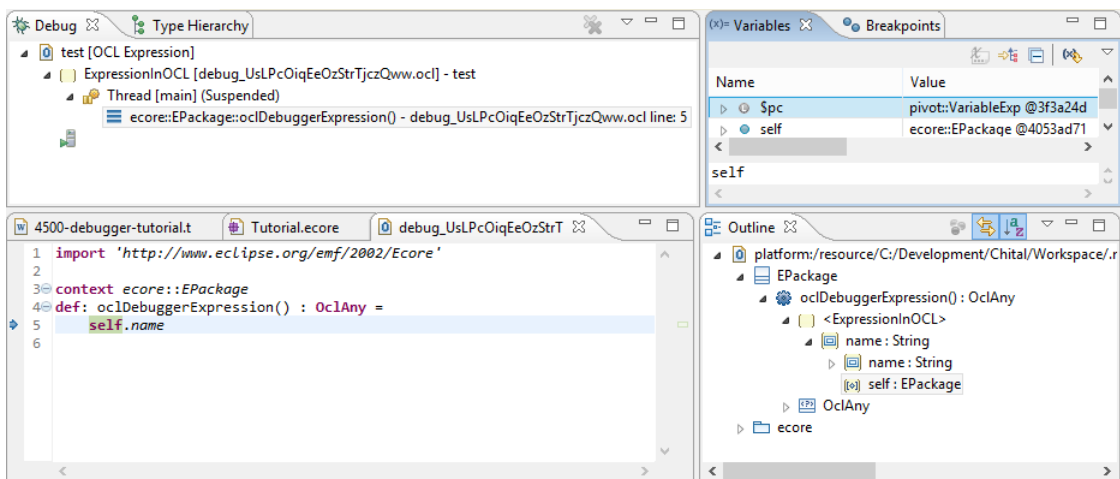 Debug
Type Hierarchy
test [OCL Expression]
ExpressionInOCL [debug_UsLPcOiqEeOzStrTjczQww.ocl] - test
Thread [main] (Suspended)
ecore::EPackage::oclDebuggerExpression() - debug_UsLPcOiqEeOzStrTjczQww.ocl line: 5
(x)= Variables
Breakpoints
Name Value
$pc pivot::VariableExp @3f3a24d
self ecore::EPackage @4053ad71
self
4500-debugger-tutorial.t
Tutorial.ecore
debug_UsLPcOiqEeOzStrT
1 import 'http://www.eclipse.org/emf/2002/Ecore'
2
3 context ecore::EPackage
4 def: oclDebuggerExpression() : OclAny =
5 self.name
6
Outline
platform:/resource/C:/Development/Chital/Workspace/.r
EPackage
oclDebuggerExpression() : OclAny
<ExpressionInOCL>
name : String
name : String
self : EPackage
OclAny
ecore